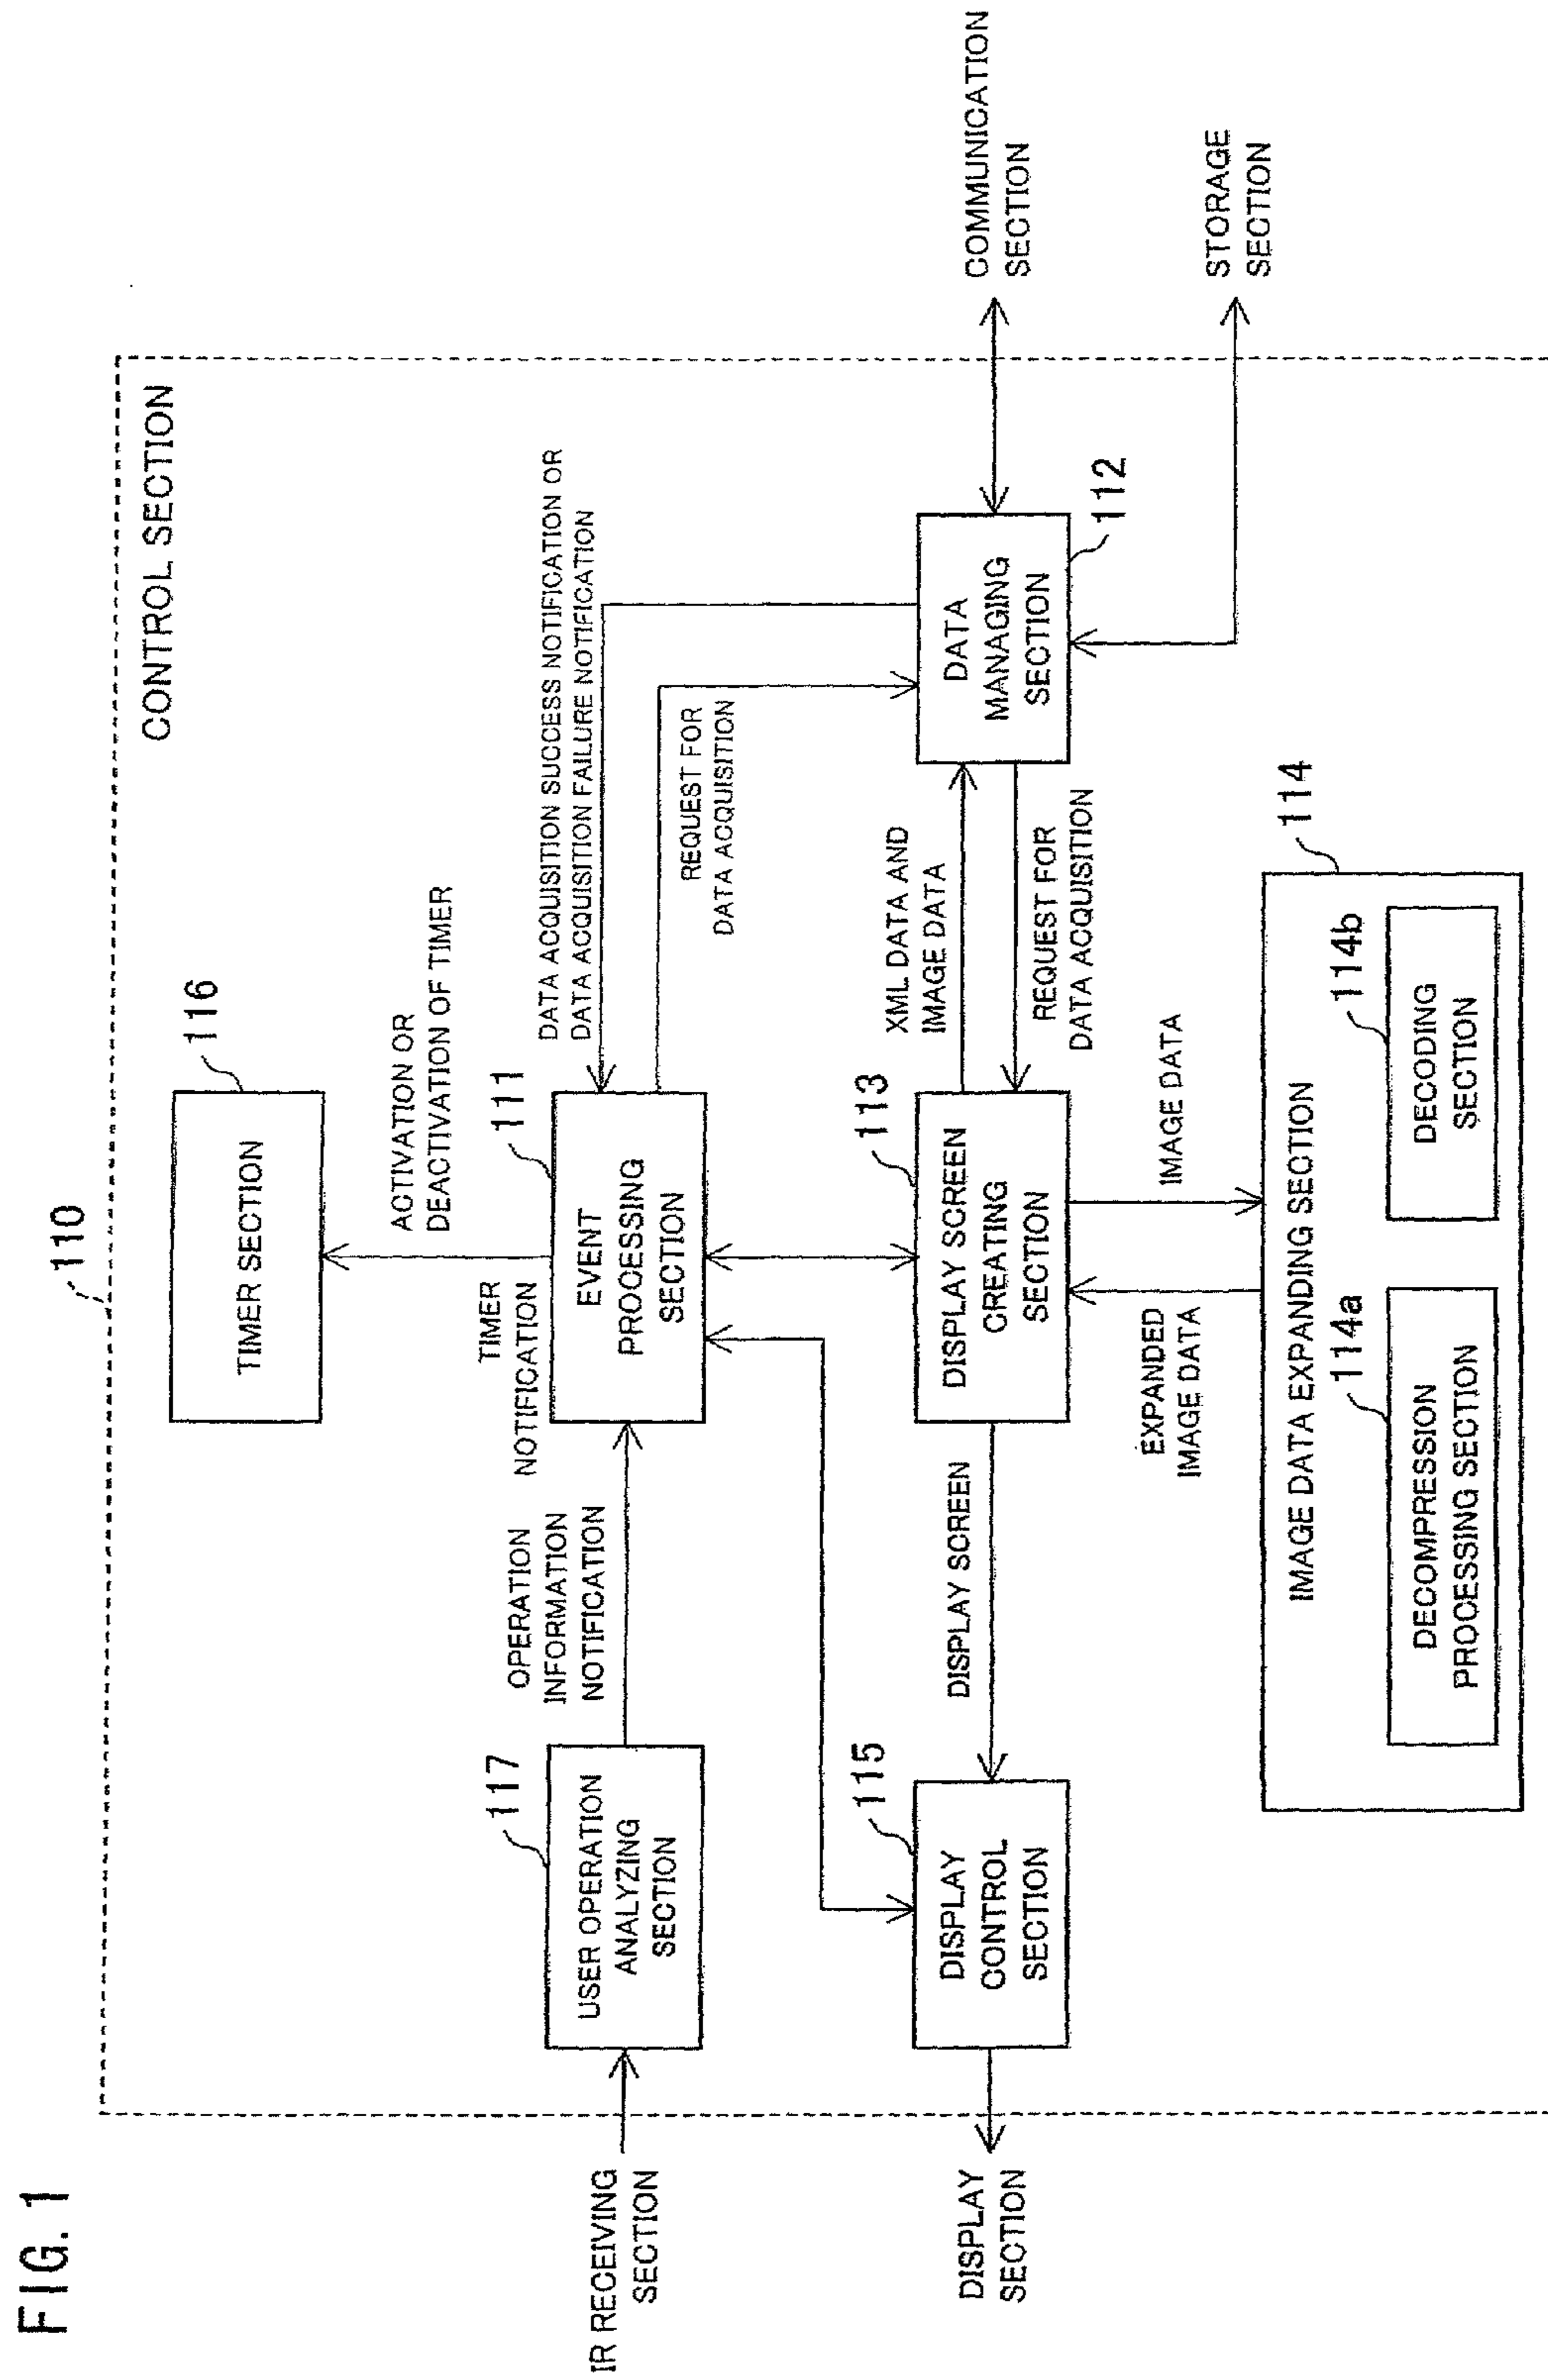 FIG. 1
110
CONTROL SECTION
116
TIMER SECTION
ACTIVATION OR
DEACTIVATION OF TIMER
TIMER
NOTIFICATION
DATA ACQUISITION SUCCESS NOTIFICATION OR
DATA ACQUISITION FAILURE NOTIFICATION
OPERATION
INFORMATION
NOTIFICATION
117
USER OPERATION
ANALYZING
SECTION
111
EVENT
PROCESSING
SECTION
IR RECEIVING
SECTION
REQUEST FOR
DATA ACQUISITION
115
DISPLAY
CONTROL
SECTION
DISPLAY SCREEN
113
DISPLAY SCREEN
CREATING
SECTION
XML DATA AND
IMAGE DATA
REQUEST FOR
DATA ACQUISITION
DATA
MANAGING
SECTION
112
COMMUNICATION
SECTION
DISPLAY
SECTION
STORAGE
SECTION
EXPANDED
IMAGE DATA
IMAGE DATA
114
IMAGE DATA EXPANDING SECTION
114a
DECOMPRESSION
PROCESSING SECTION
114b
DECODING
SECTION